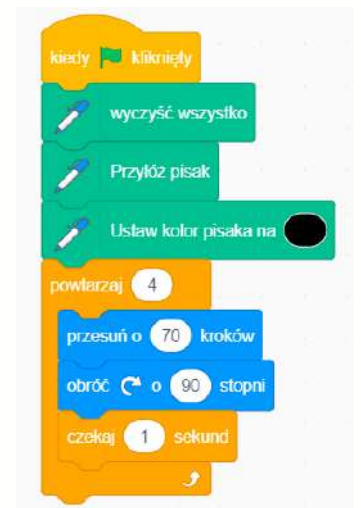 kiedy kliknięty
wyczyść wszystko
Przyłóż pisak
Ustaw kolor pisaka na
powtarzaj 4
przesuń o 70 kroków
obróć o 90 stopni
czekaj 1 sekund